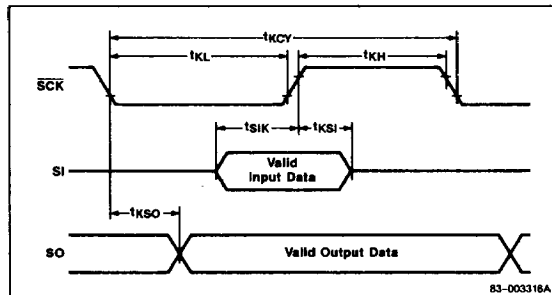 tKCY
tKL
tKH
SCK
tSIK
tKSI
SI
Valid
Input Data
tKSO
SO
Valid Output Data
83-003316A